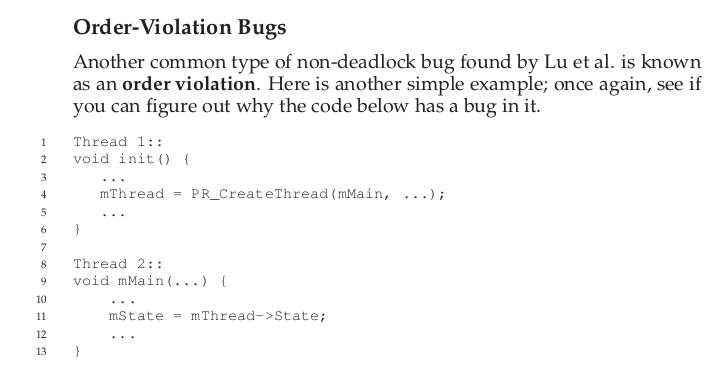 Order-Violation Bugs
Another common type of non-deadlock bug found by Lu et al. is known
as an order violation. Here is another simple example; once again, see if
you can figure out why the code below has a bug in it.
1 Thread 1::
2 void init() {
3 ...
4 mThread = PR_CreateThread(mMain, ...);
5 ...
6 }
7
8 Thread 2::
9 void mMain(...) {
10 ...
11 mState = mThread->State;
12 ...
13 }